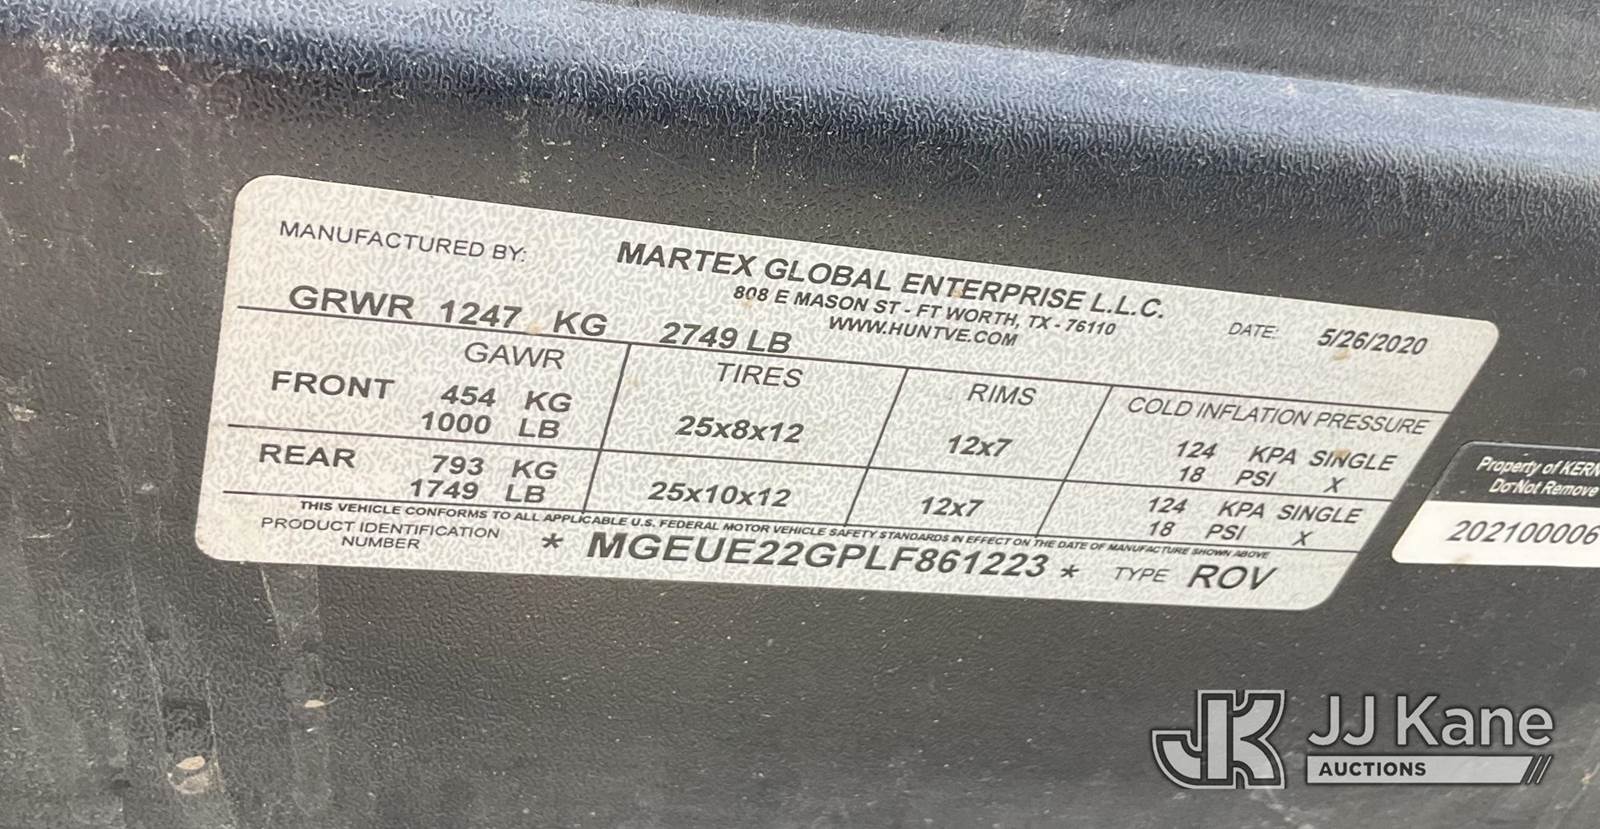 MANUFACTURED BY: MARTEX GLOBAL ENTERPRISE L.L.C.
808 E MASON ST - FT WORTH, TX - 76110
WWW.HUNTVE.COM
DATE: 5/26/2020
GRWR 1247 KG 2749 LB
GAWR TIRES RIMS COLD INFLATION PRESSURE
FRONT 454 KG 25x8x12 12x7 124 KPA SINGLE
1000 LB 18 PSI X
REAR 793 KG 25x10x12 12x7 124 KPA SINGLE
1749 LB 18 PSI X
THIS VEHICLE CONFORMS TO ALL APPLICABLE U.S. FEDERAL MOTOR VEHICLE SAFETY STANDARDS IN EFFECT ON THE DATE OF MANUFACTURE SHOWN ABOVE
PRODUCT IDENTIFICATION
NUMBER * MGEUE22GPLF861223 * TYPE ROV
Property of KERN
Do Not Remove
202100006
JK JJ Kane
AUCTIONS